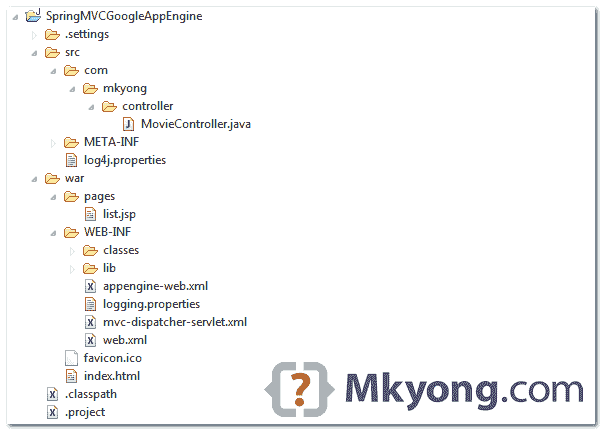 SpringMVCGoogleAppEngine
.settings
src
com
mkyong
controller
MovieController.java
META-INF
log4j.properties
war
pages
list.jsp
WEB-INF
classes
lib
appengine-web.xml
logging.properties
mvc-dispatcher-servlet.xml
web.xml
favicon.ico
index.html
.classpath
.project
Mkyong.com